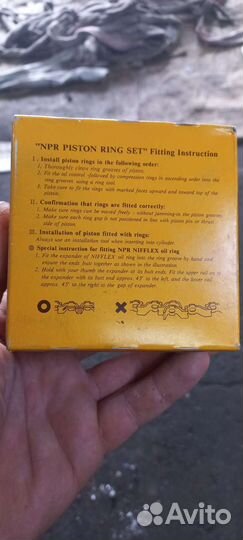 "NPR PISTON RING SET" Fitting Instruction
I. Install piston rings in the following order:
1. Thoroughly clean ring grooves of piston.
2. Fit the oil control -followed by compression rings in ascending order into the
ring grooves using a ring tool.
3. Take care to fit the rings with marked faces upward and toward top of the
piston.
II. Confirmation that rings are fitted correctly:
1. Make sure rings can be moved freely - without jamming-in the piston grooves
2. Make sure each ring gap is not positioned in line with piston pin or thrust
side of piston.
III. Installation of piston fitted with rings:
Always use an installation tool when inserting into cylinder.
Special instruction for fitting NPR NIFFLEX oil ring
1. Fit the expander of NIFFLEX oil ring into the groove by hand and
ensure the ends butt together as shown in the illustration.
2. Hold with your thumb the expander at its butt ends. Fit the upper rail on to
the expander with its butt end approx. 45° to the left, and the lower rail
approx. 45° to the right at the gap of expander.
Avito